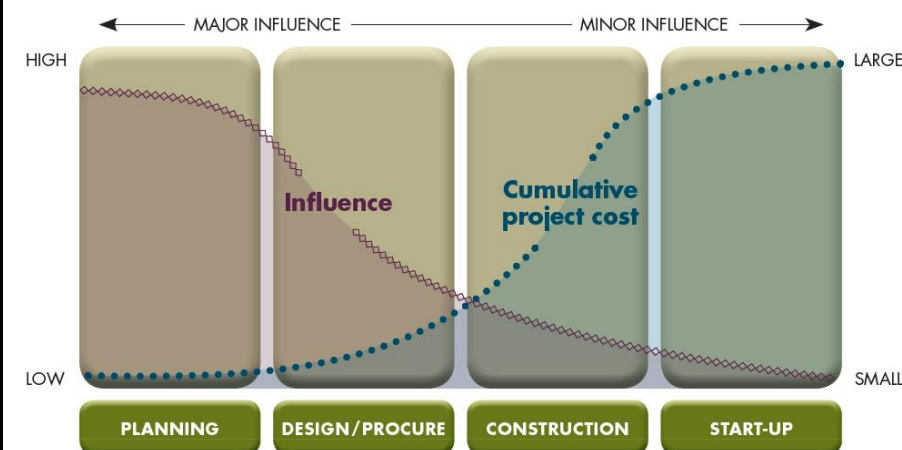 MAJOR INFLUENCE
MINOR INFLUENCE
HIGH
LARGE
Influence
Cumulative
project cost
LOW
SMALL
PLANNING
DESIGN/PROCURE
CONSTRUCTION
START-UP